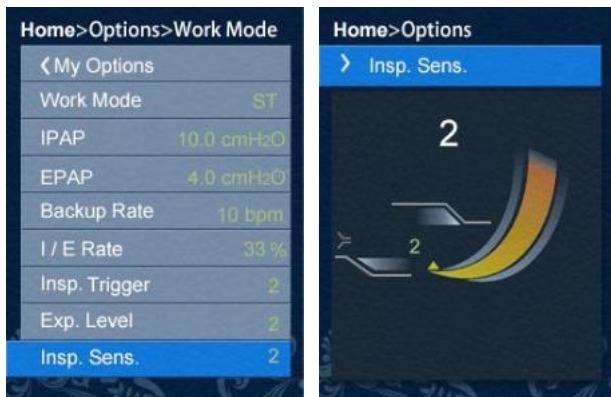 Home>Options>Work Mode
❮ My Options
Work Mode ST
IPAP 10.0 cmH2O
EPAP 4.0 cmH2O
Backup Rate 10 bpm
I / E Rate 33 %
Insp. Trigger 2
Exp. Level 2
Insp. Sens. 2
Home>Options
❯ Insp. Sens.
2
2